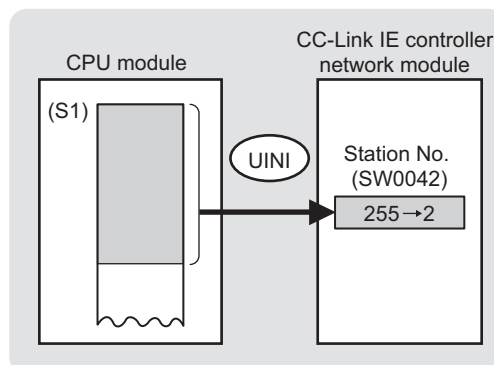 CPU module
CC-Link IE controller
network module
(S1)
UINI
Station No.
(SW0042)
255→2